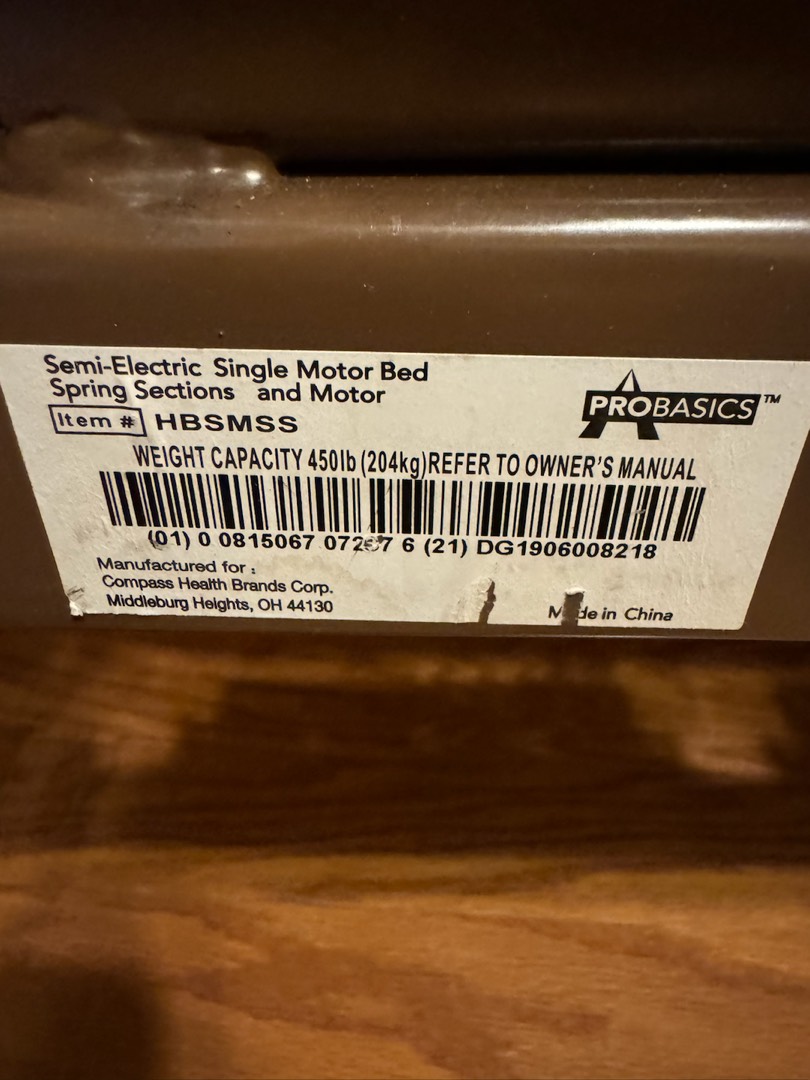 Semi-Electric Single Motor Bed
Spring Sections and Motor
Item # HBSMSS
PROBASICS™
WEIGHT CAPACITY 450lb (204kg)REFER TO OWNER'S MANUAL
(01) 0 0815067 6 (21) DG1906008218
Manufactured for :
Compass Health Brands Corp.
Middleburg Heights, OH 44130
Made in China